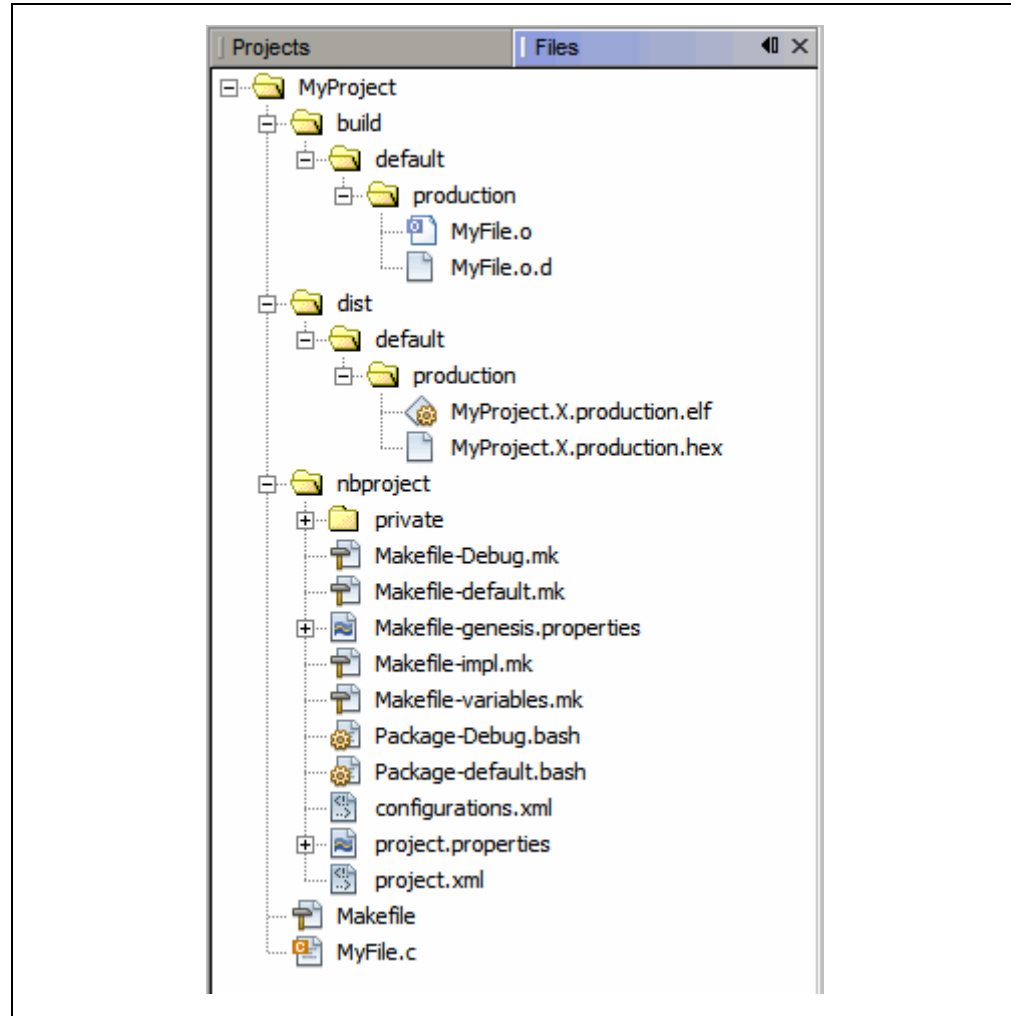 Projects Files
MyProject
build
default
production
MyFile.o
MyFile.o.d
dist
default
production
MyProject.X.production.elf
MyProject.X.production.hex
nbproject
private
Makefile-Debug.mk
Makefile-default.mk
Makefile-genesis.properties
Makefile-impl.mk
Makefile-variables.mk
Package-Debug.bash
Package-default.bash
configurations.xml
project.properties
project.xml
Makefile
MyFile.c